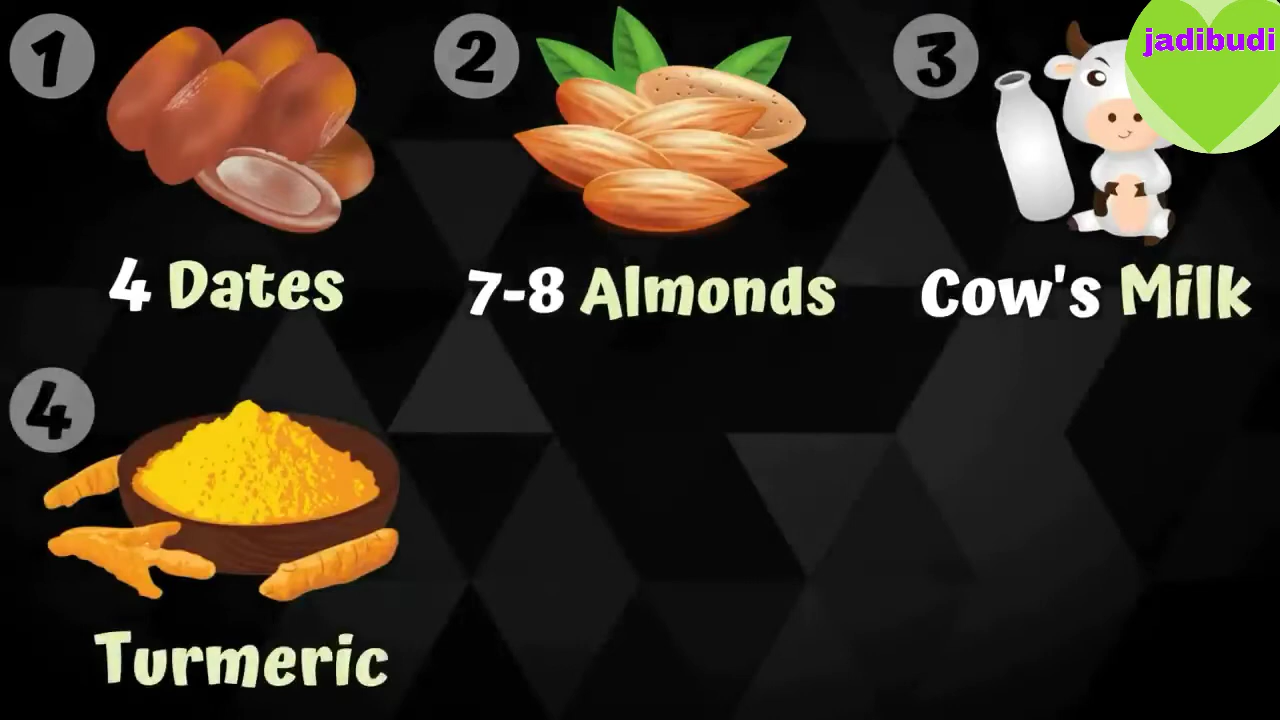 1
2
3
jadibudi
4 Dates
7-8 Almonds
Cow's Milk
4
Turmeric